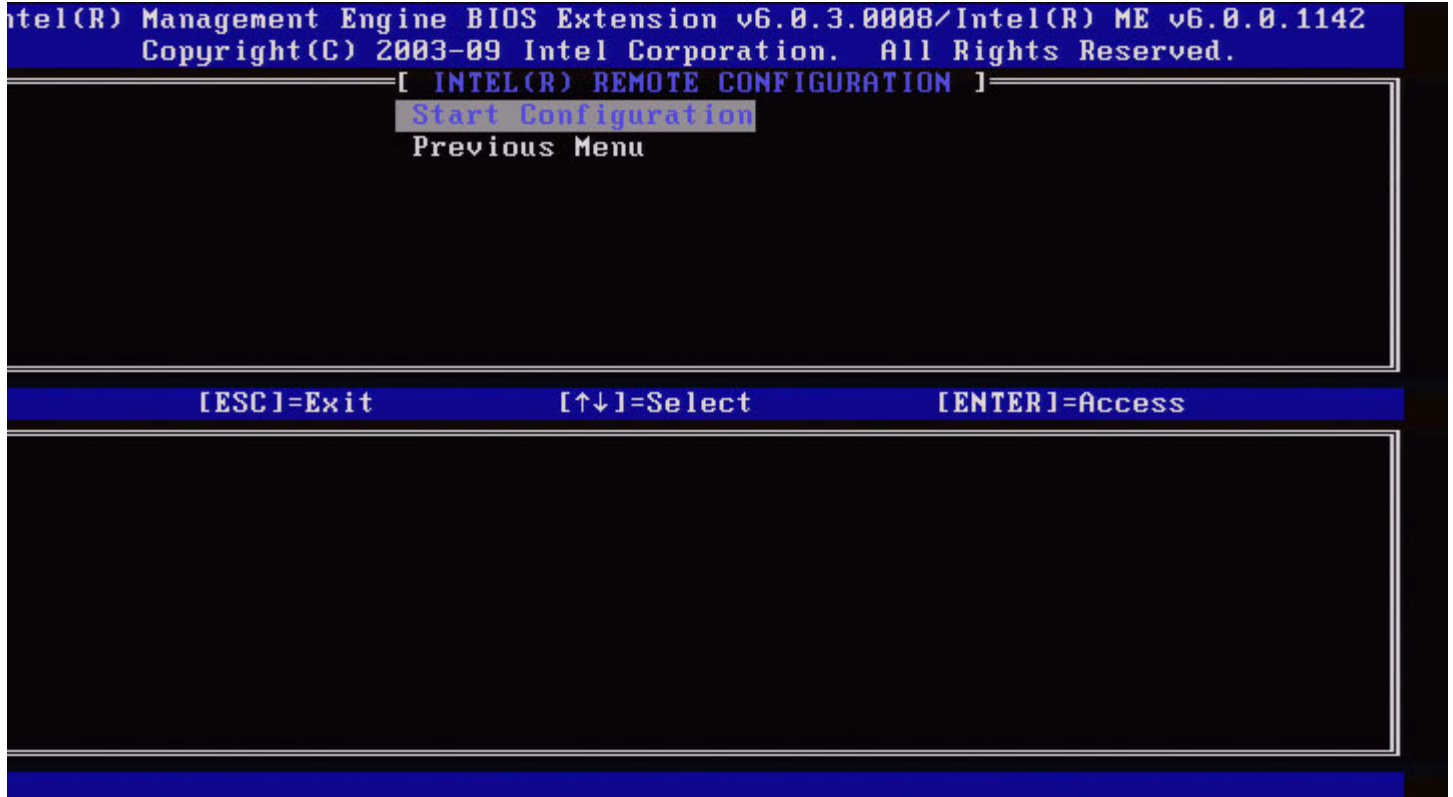 ntel(R) Management Engine BIOS Extension v6.0.3.0008/Intel(R) ME v6.0.0.1142
Copyright(C) 2003-09 Intel Corporation. All Rights Reserved.
[ INTEL(R) REMOTE CONFIGURATION ]
Start Configuration
Previous Menu
[ESC]=Exit [↑↓]=Select [ENTER]=Access